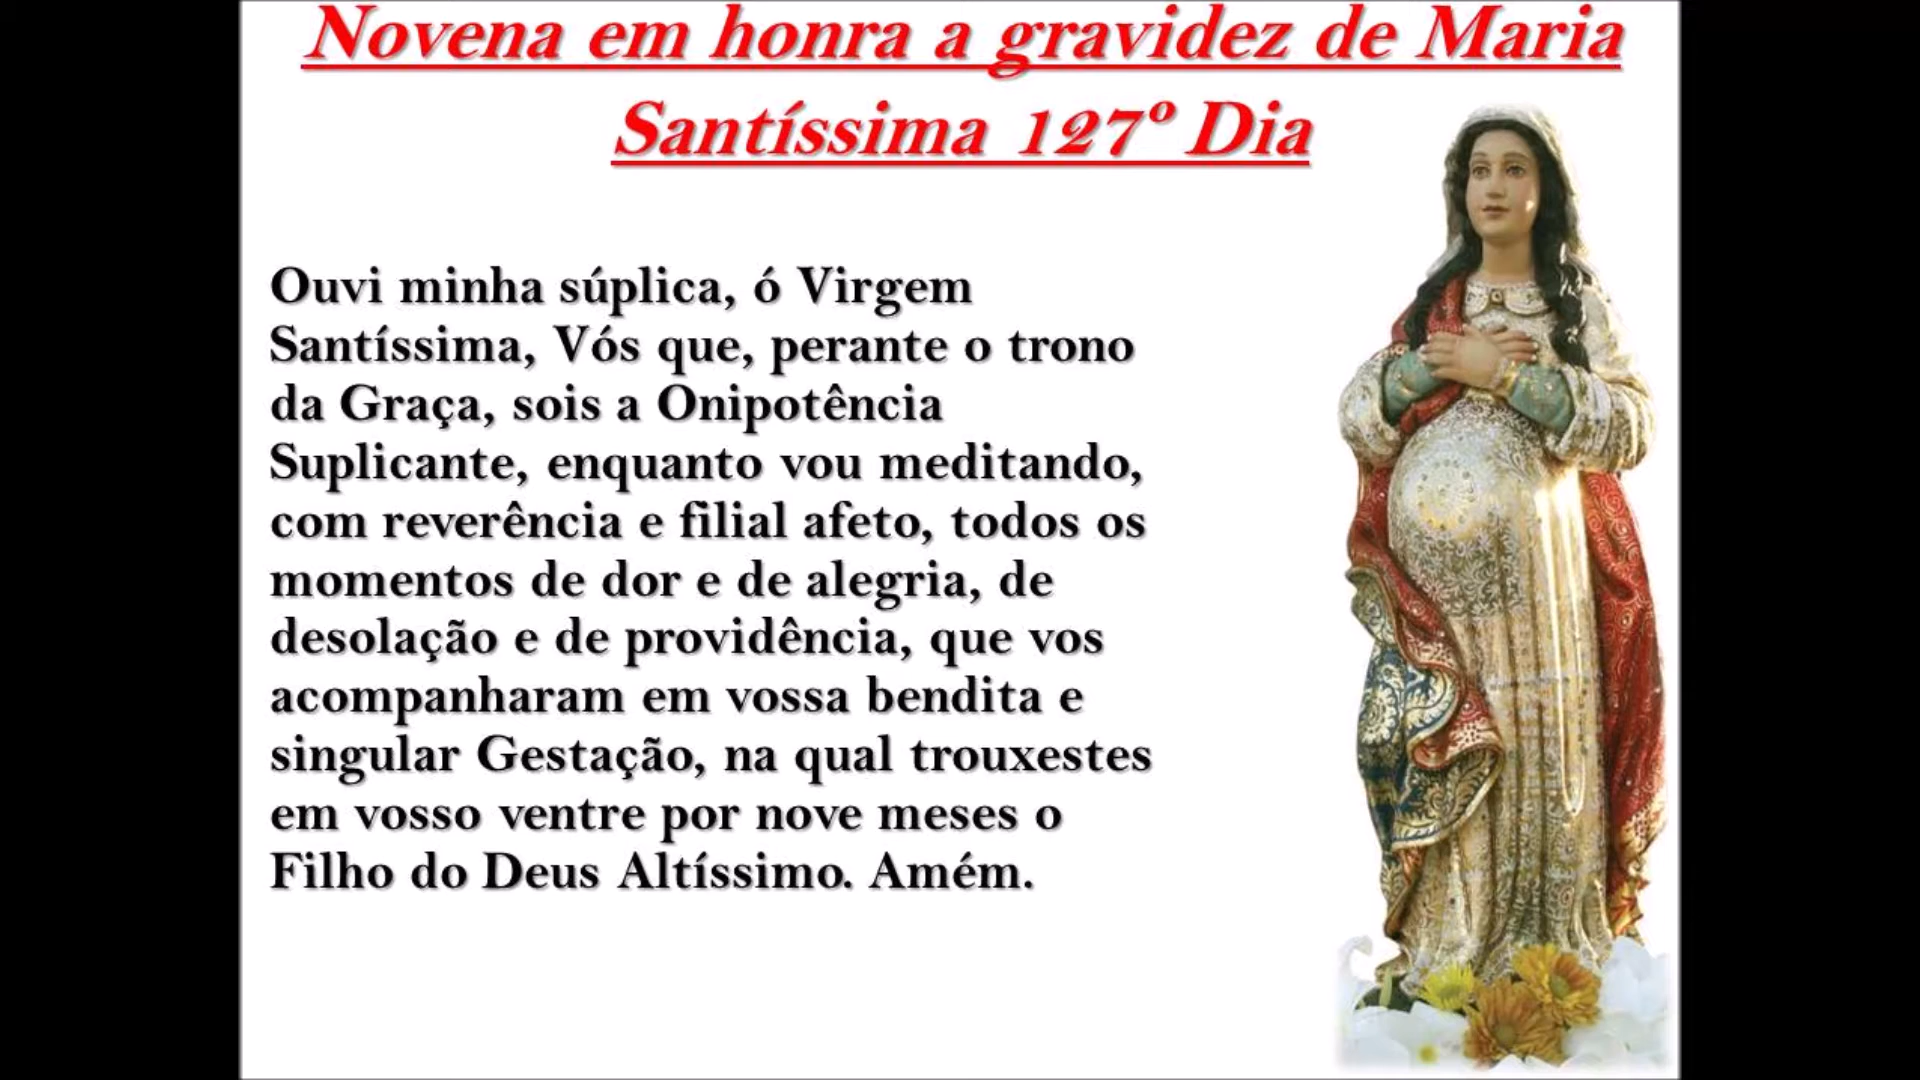 Novena em honra a gravidez de Maria
Santíssima 127º Dia
Ouvi minha súplica, ó Virgem
Santíssima, Vós que, perante o trono
da Graça, sois a Onipotência
Suplicante, enquanto vou meditando,
com reverência e filial afeto, todos os
momentos de dor e de alegria, de
desolação e de providência, que vos
acompanharam em vossa bendita e
singular Gestação, na qual trouxestes
em vosso ventre por nove meses o
Filho do Deus Altíssimo. Amém.